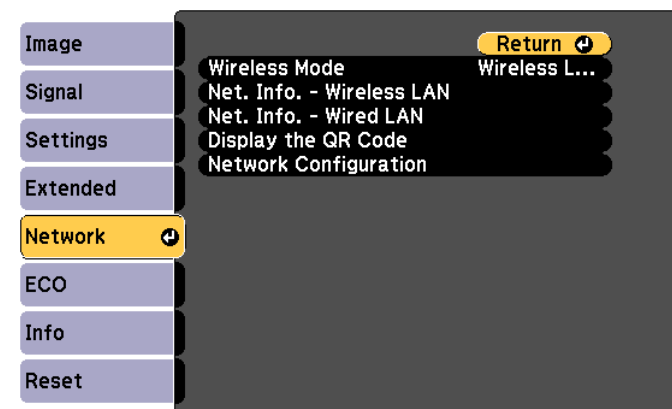 Image
Signal
Settings
Extended
Network
ECO
Info
Reset
Return
Wireless Mode Wireless L...
Net. Info. - Wireless LAN
Net. Info. - Wired LAN
Display the QR Code
Network Configuration